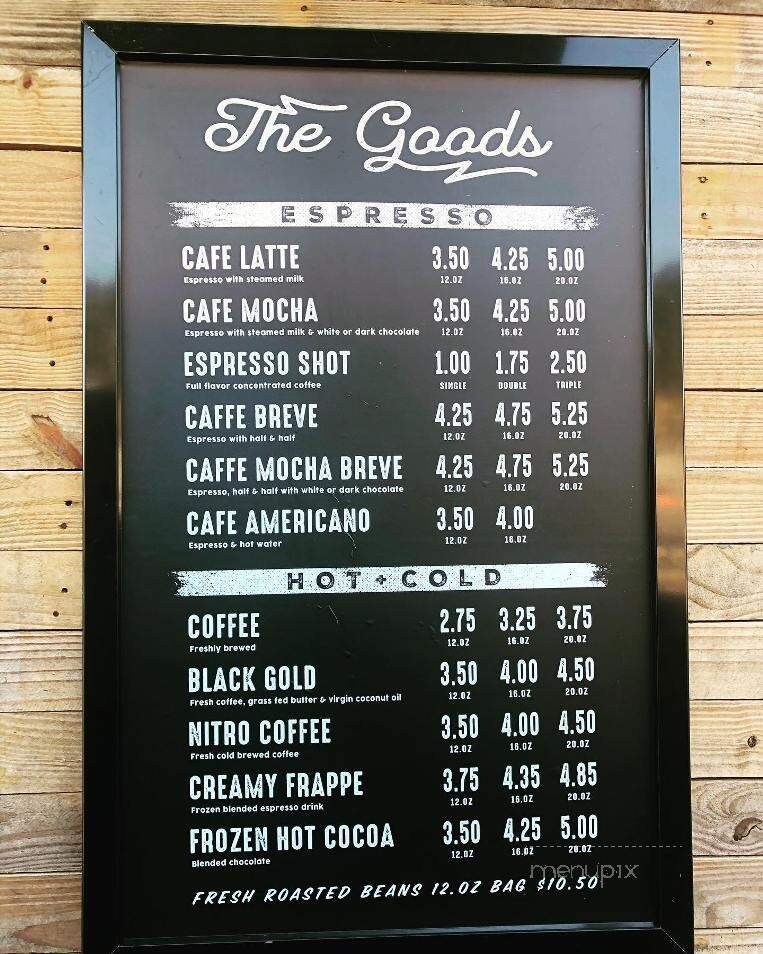 The Goods
ESPRESSO
CAFE LATTE 3.50 4.25 5.00
Espresso with steamed milk 12.OZ 16.OZ 20.OZ
CAFE MOCHA 3.50 4.25 5.00
Espresso with steamed milk & white or dark chocolate 12.OZ 16.OZ 20.OZ
ESPRESSO SHOT 1.00 1.75 2.50
Full flavor concentrated coffee SINGLE DOUBLE TRIPLE
CAFFE BREVE 4.25 4.75 5.25
Espresso with half & half 12.OZ 16.OZ 20.OZ
CAFFE MOCHA BREVE 4.25 4.75 5.25
Espresso, half & half with white or dark chocolate 12.OZ 16.OZ 20.OZ
CAFE AMERICANO 3.50 4.00
Espresso & hot water 12.OZ 16.OZ
HOT + COLD
COFFEE 2.75 3.25 3.75
Freshly brewed 12.OZ 16.OZ 20.OZ
BLACK GOLD 3.50 4.00 4.50
Fresh coffee, grass fed butter & virgin coconut oil 12.OZ 16.OZ 20.OZ
NITRO COFFEE 3.50 4.00 4.50
Fresh cold brewed coffee 12.OZ 16.OZ 20.OZ
CREAMY FRAPPE 3.75 4.35 4.85
Frozen blended espresso drink 12.OZ 16.OZ 20.OZ
FROZEN HOT COCOA 3.50 4.25 5.00
Blended chocolate 12.OZ 16.OZ 20.OZ
menupix
FRESH ROASTED BEANS 12.OZ BAG $10.50